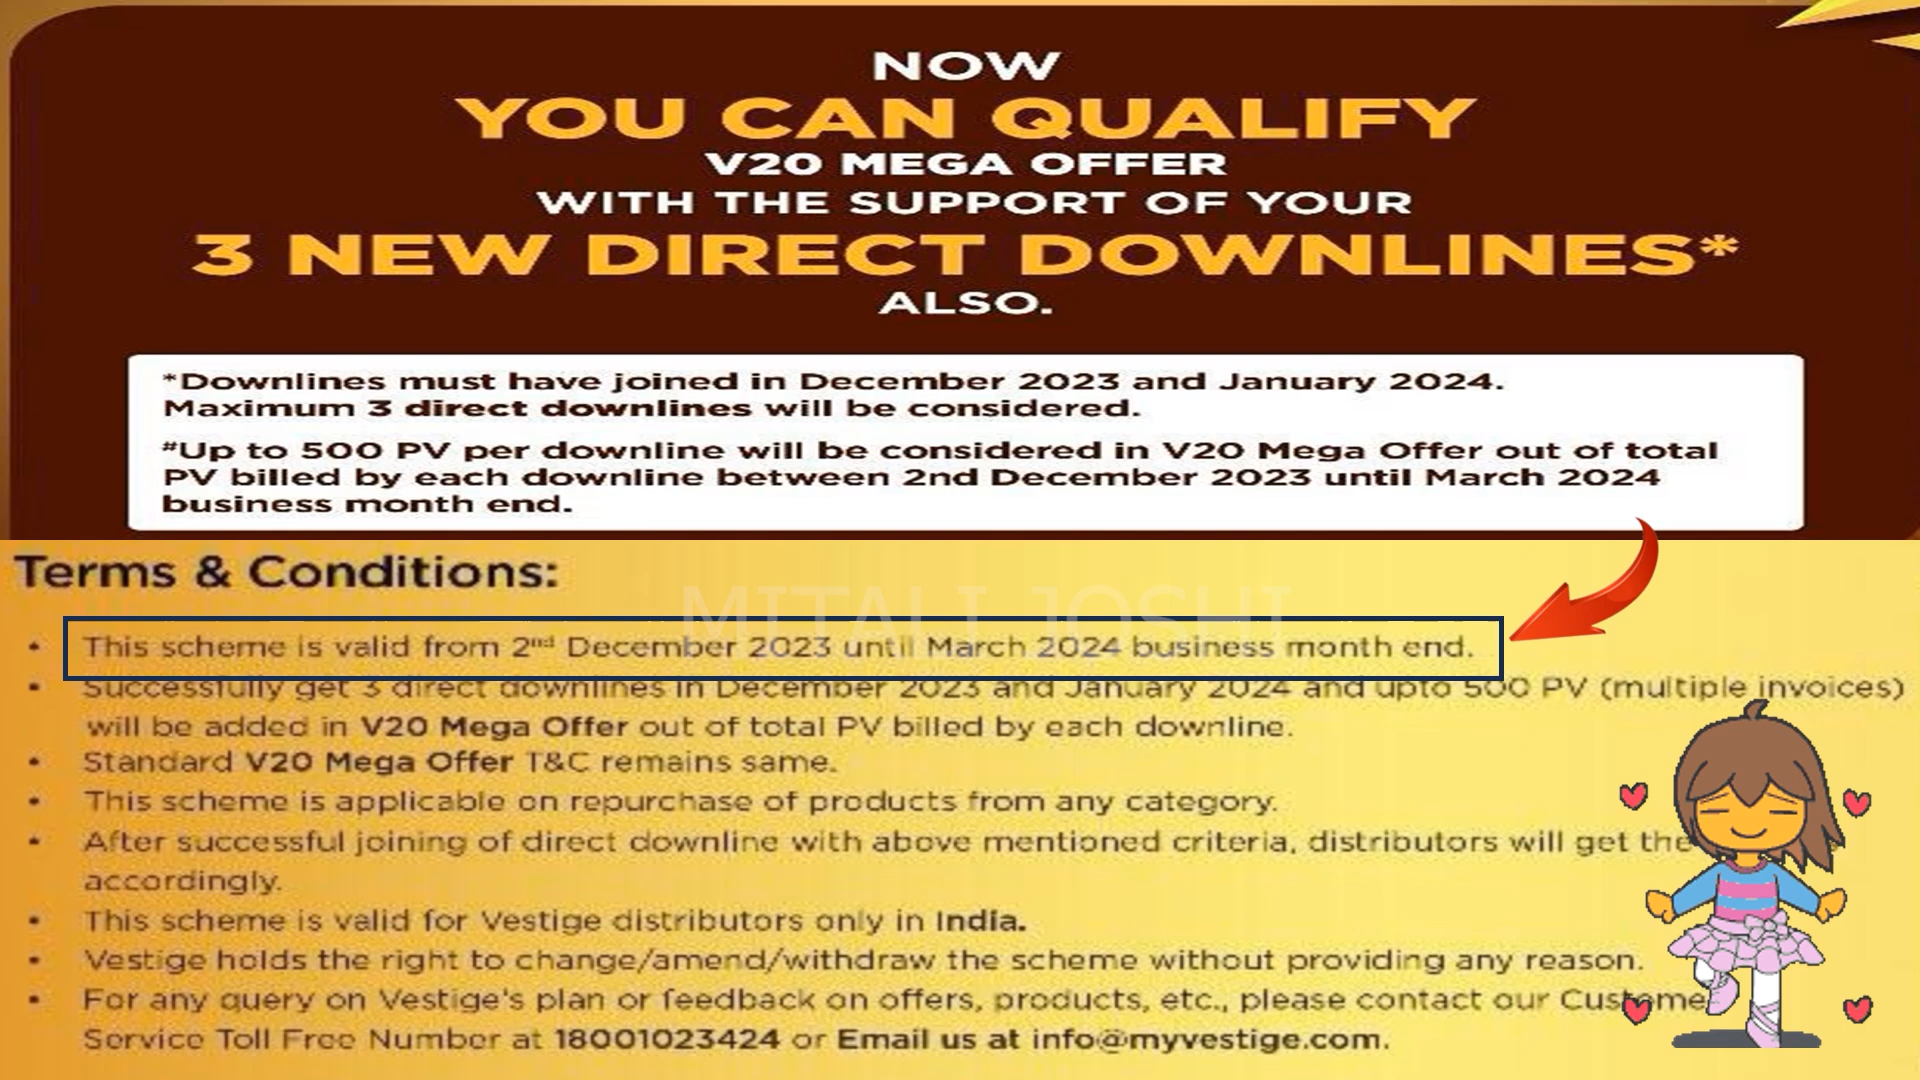 NOW
YOU CAN QUALIFY
V20 MEGA OFFER
WITH THE SUPPORT OF YOUR
3 NEW DIRECT DOWNLINES*
ALSO.
*Downlines must have joined in December 2023 and January 2024.
Maximum 3 direct downlines will be considered.
#Up to 500 PV per downline will be considered in V20 Mega Offer out of total
PV billed by each downline between 2nd December 2023 until March 2024
business month end.
Terms & Conditions:
MITALI JOSHI
• This scheme is valid from 2nd December 2023 until March 2024 business month end.
• Successfully get 3 direct downlines in December 2023 and January 2024 and upto 500 PV (multiple invoices)
will be added in V20 Mega Offer out of total PV billed by each downline.
• Standard V20 Mega Offer T&C remains same.
• This scheme is applicable on repurchase of products from any category.
• After successful joining of direct downline with above mentioned criteria, distributors will get the
accordingly.
• This scheme is valid for Vestige distributors only in India.
• Vestige holds the right to change/amend/withdraw the scheme without providing any reason.
• For any query on Vestige's plan or feedback on offers, products, etc., please contact our Custome
Service Toll Free Number at 18001023424 or Email us at info@myvestige.com.